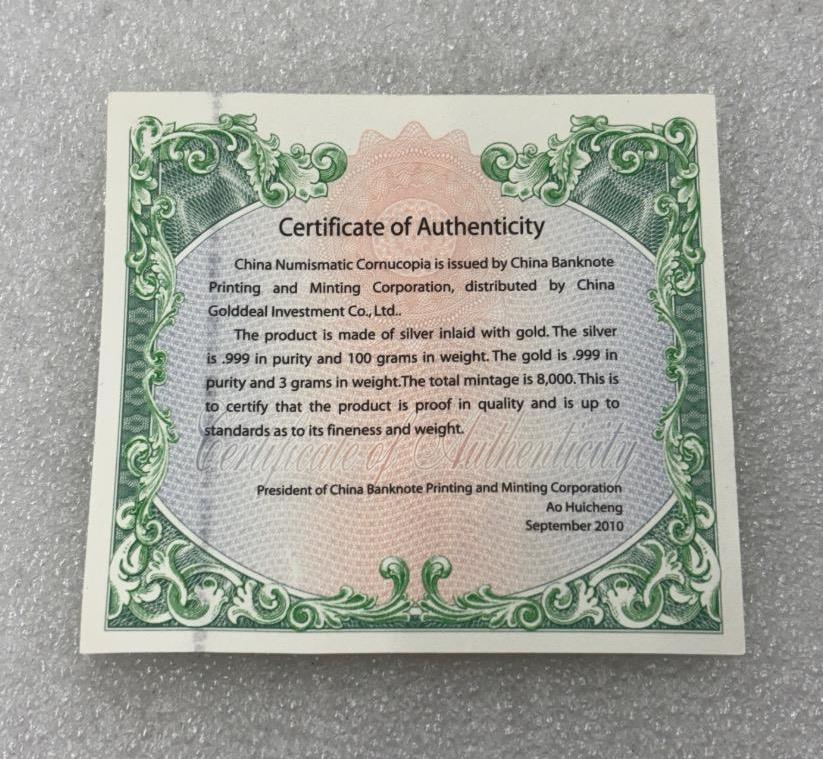 Certificate of Authenticity
China Numismatic Cornucopia is issued by China Banknote
Printing and Minting Corporation, distributed by China
Golddeal Investment Co., Ltd..
The product is made of silver inlaid with gold. The silver
is .999 in purity and 100 grams in weight. The gold is .999 in
purity and 3 grams in weight.The total mintage is 8,000. This is
to certify that the product is proof in quality and is up to
standards as to its fineness and weight.
Certificate of Authenticity
President of China Banknote Printing and Minting Corporation
Ao Huicheng
September 2010